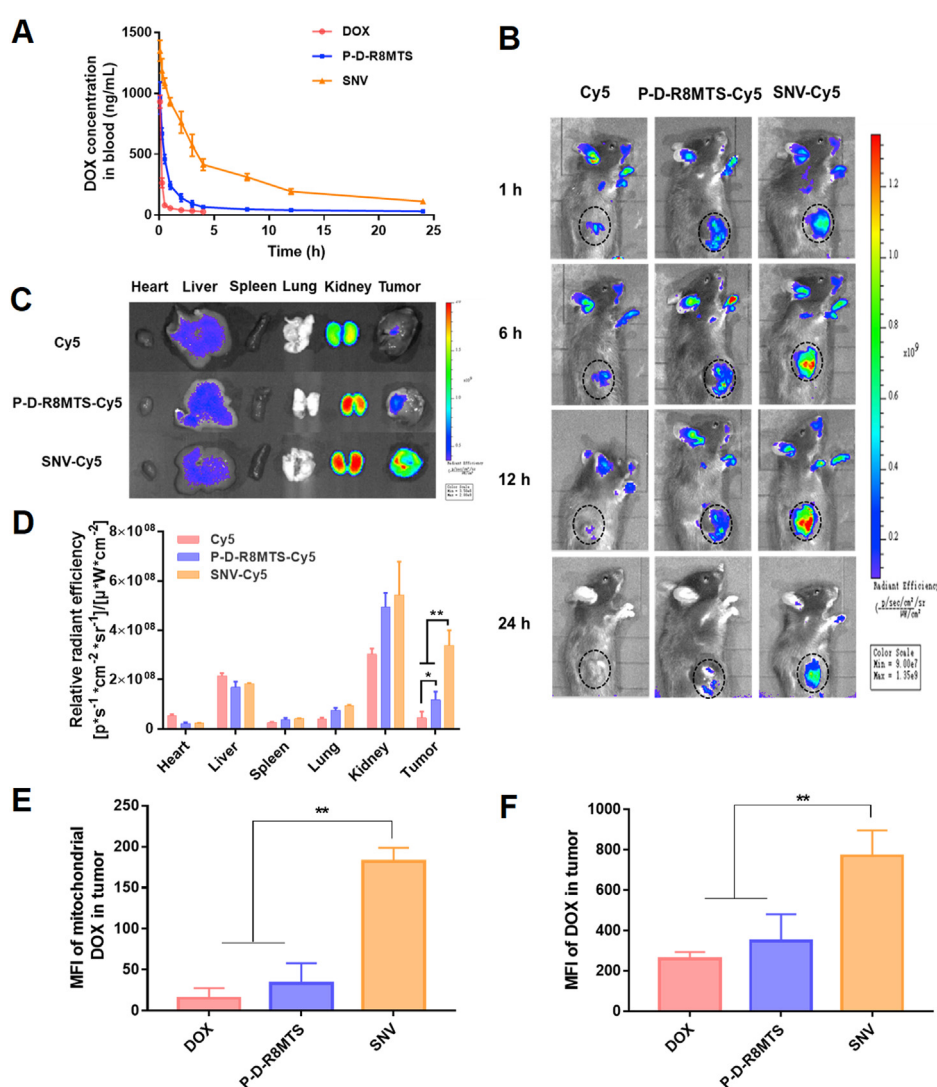 A
DOX
P-D-R8MTS
SNV
DOX concentration
in blood (ng/mL)
1500
1000
500
0
0
5
10
15
20
25
Time (h)
B
Cy5
P-D-R8MTS-Cy5
SNV-Cy5
1 h
6 h
12 h
24 h
1.2
1.0
0.8
×10⁹
0.6
0.4
0.2
Radiant Efficiency
p/sec/cm²/sr
µW/cm²
Color Scale
Min = 9.00e7
Max = 1.35e9
C
Heart Liver Spleen Lung Kidney Tumor
Cy5
P-D-R8MTS-Cy5
SNV-Cy5
Radiant Efficiency
Color Scale
D
Relative radiant efficiency
[p*s⁻¹ *cm⁻² *sr⁻¹]/[µ*W*cm⁻²]
8×10⁰⁸
6×10⁰⁸
4×10⁰⁸
2×10⁰⁸
0
Cy5
P-D-R8MTS-Cy5
SNV-Cy5
**
*
Heart
Liver
Spleen
Lung
Kidney
Tumor
E
MFI of mitochondrial
DOX in tumor
250
200
150
100
50
0
**
DOX
P-D-R8MTS
SNV
F
MFI of DOX in tumor
1000
800
600
400
200
0
**
DOX
P-D-R8MTS
SNV